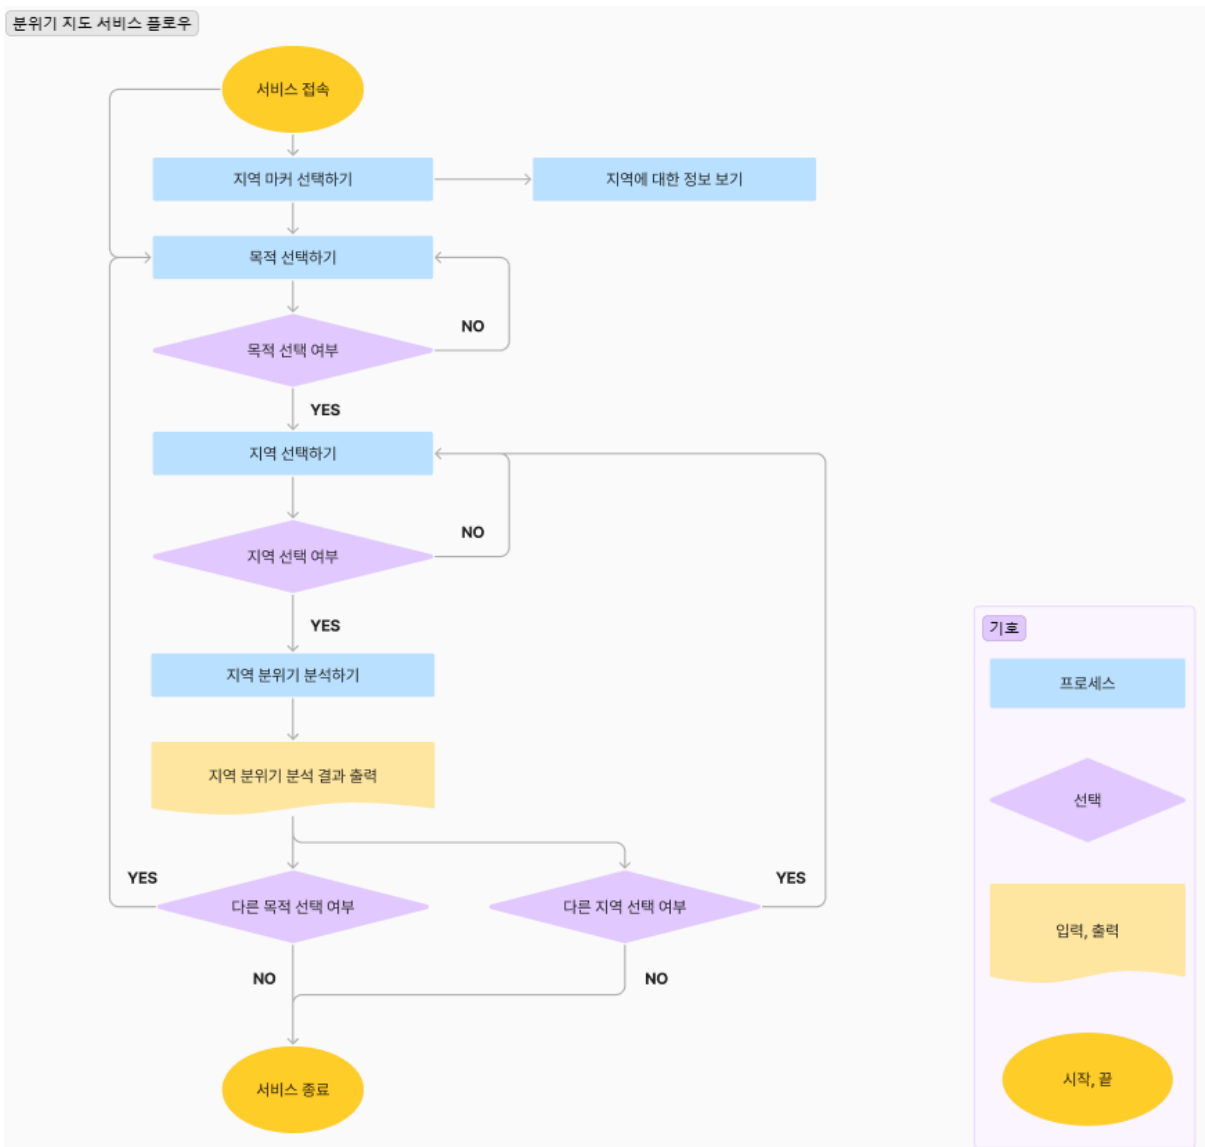 분위기 지도 서비스 플로우
서비스 접속
지역 마커 선택하기
지역에 대한 정보 보기
목적 선택하기
NO
목적 선택 여부
YES
지역 선택하기
NO
지역 선택 여부
YES
지역 분위기 분석하기
지역 분위기 분석 결과 출력
YES
다른 목적 선택 여부
다른 지역 선택 여부
YES
NO
NO
서비스 종료
기호
프로세스
선택
입력, 출력
시작, 끝